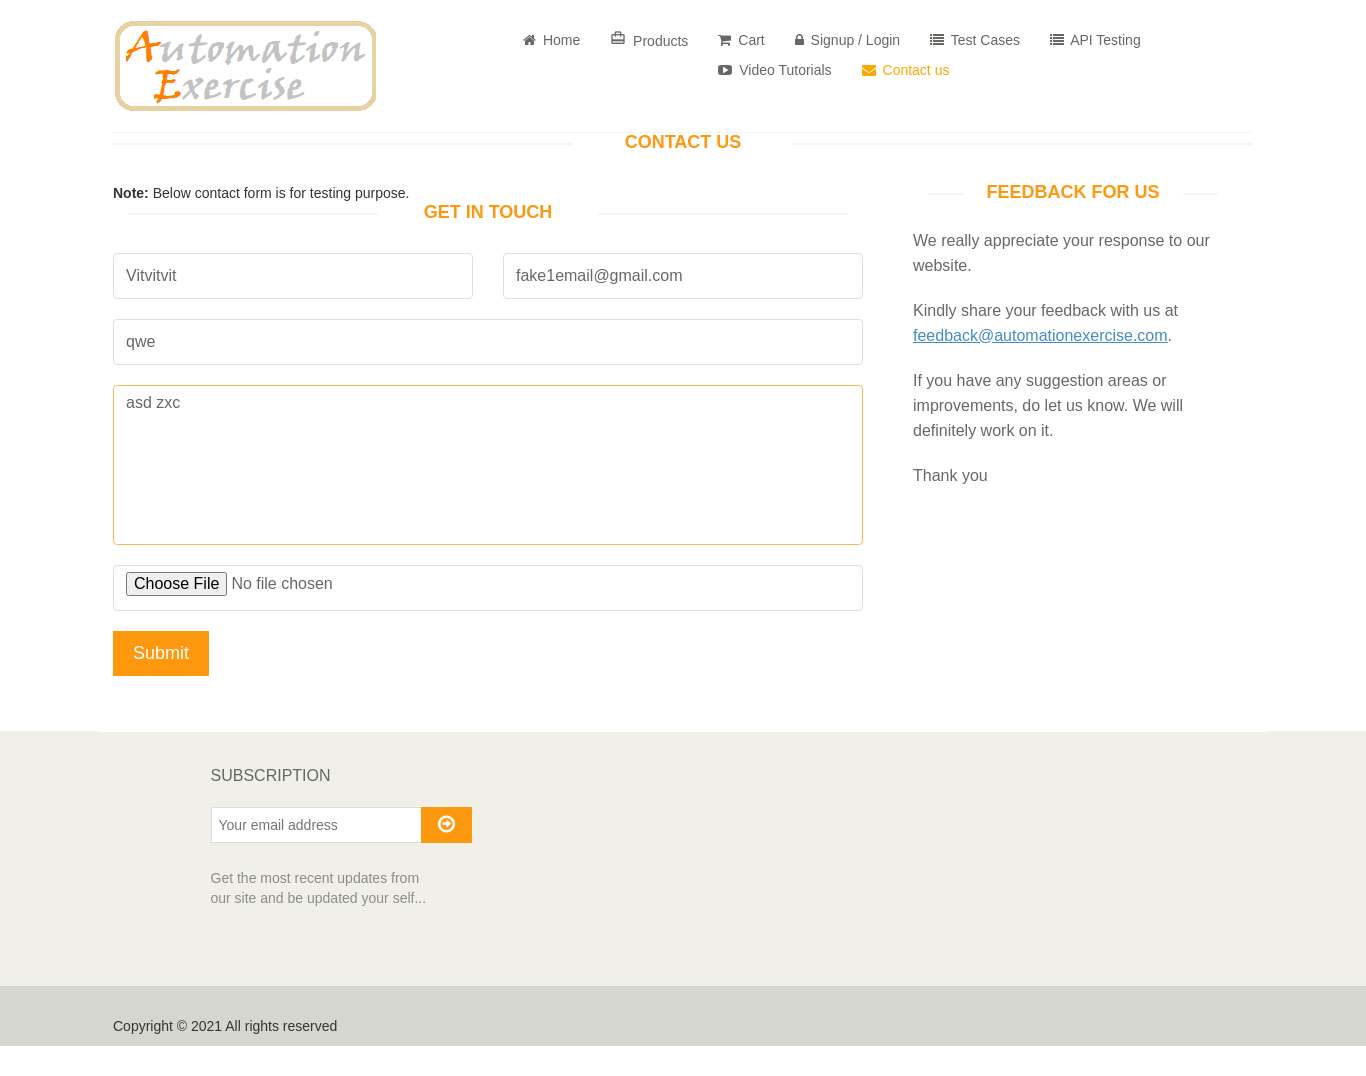 Automation
Exercise
Home
Products
Cart
Signup / Login
Test Cases
API Testing
Video Tutorials
Contact us
CONTACT US
Note: Below contact form is for testing purpose.
GET IN TOUCH
Vitvitvit
fake1email@gmail.com
qwe
asd zxc
Choose File No file chosen
Submit
FEEDBACK FOR US
We really appreciate your response to our
website.
Kindly share your feedback with us at
feedback@automationexercise.com.
If you have any suggestion areas or
improvements, do let us know. We will
definitely work on it.
Thank you
SUBSCRIPTION
Your email address
Get the most recent updates from
our site and be updated your self...
Copyright © 2021 All rights reserved